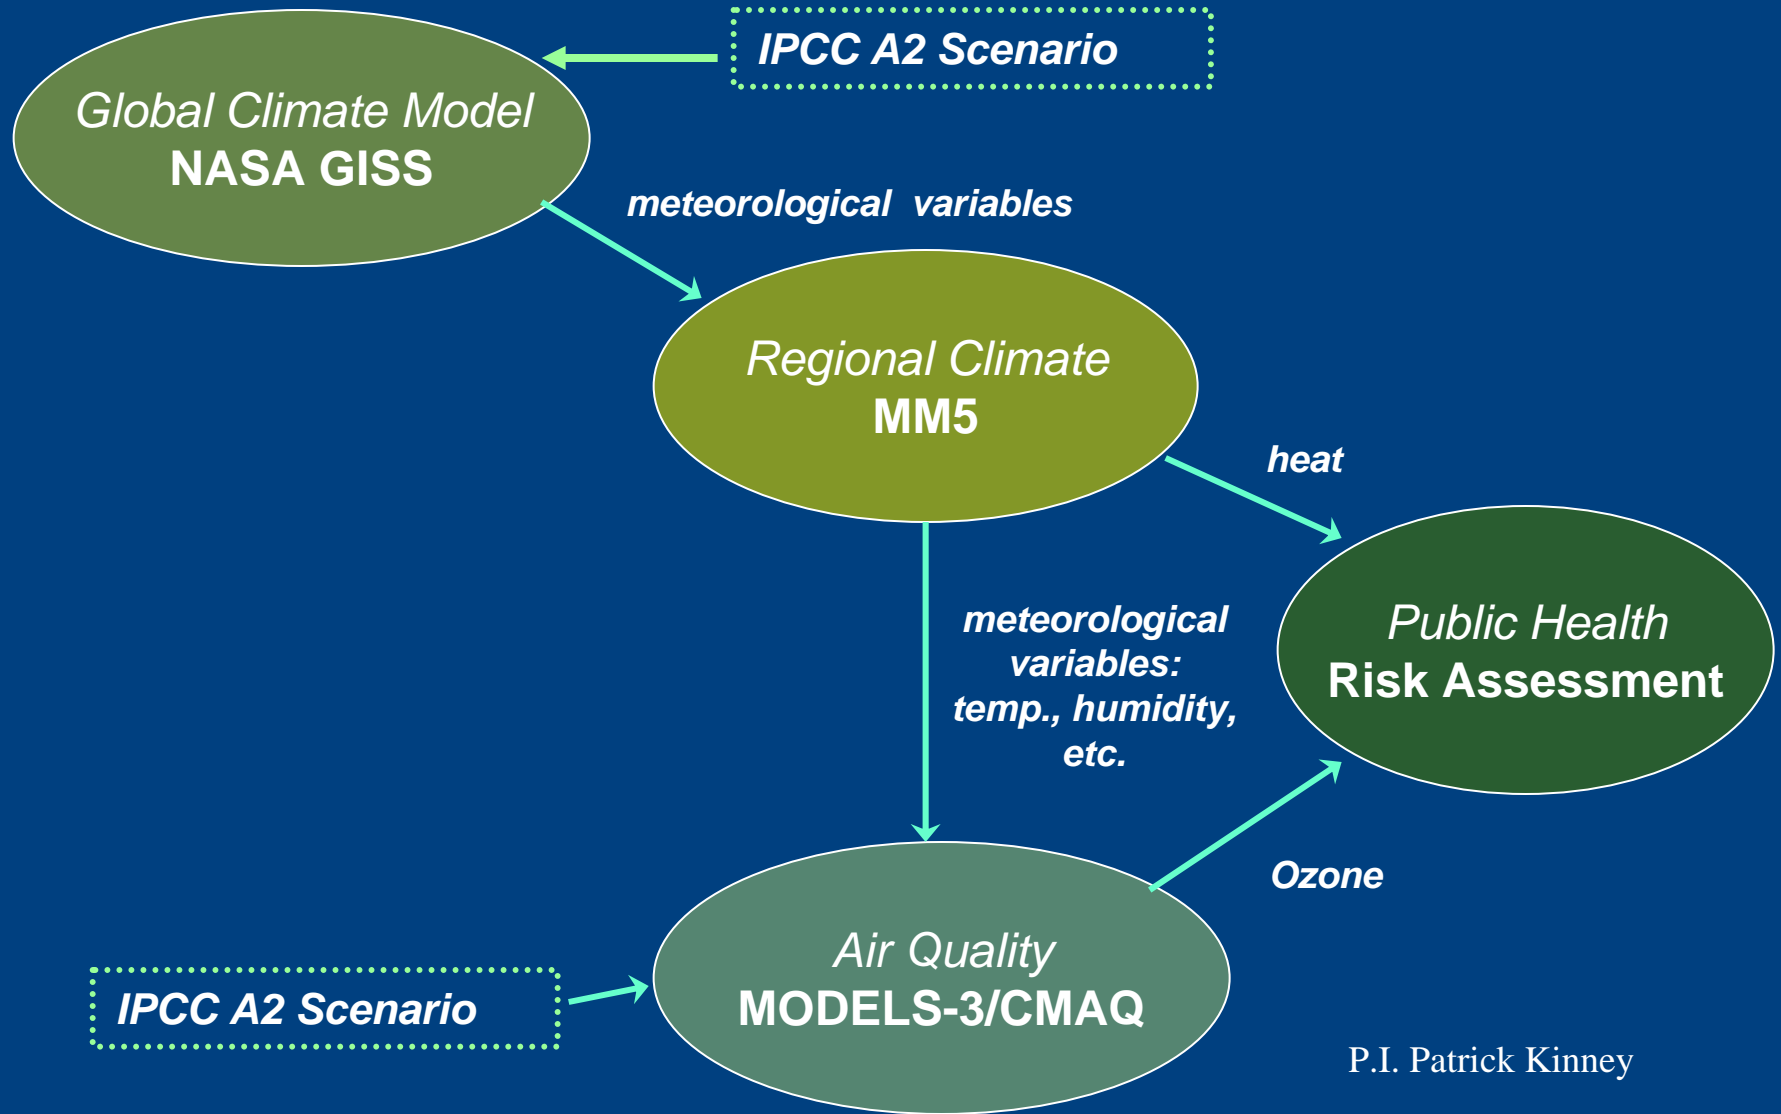 IPCC A2 Scenario
Global Climate Model
NASA GISS
meteorological variables
Regional Climate
MM5
heat
meteorological
variables:
temp., humidity,
etc.
Public Health
Risk Assessment
Ozone
Air Quality
MODELS-3/CMAQ
IPCC A2 Scenario
P.I. Patrick Kinney